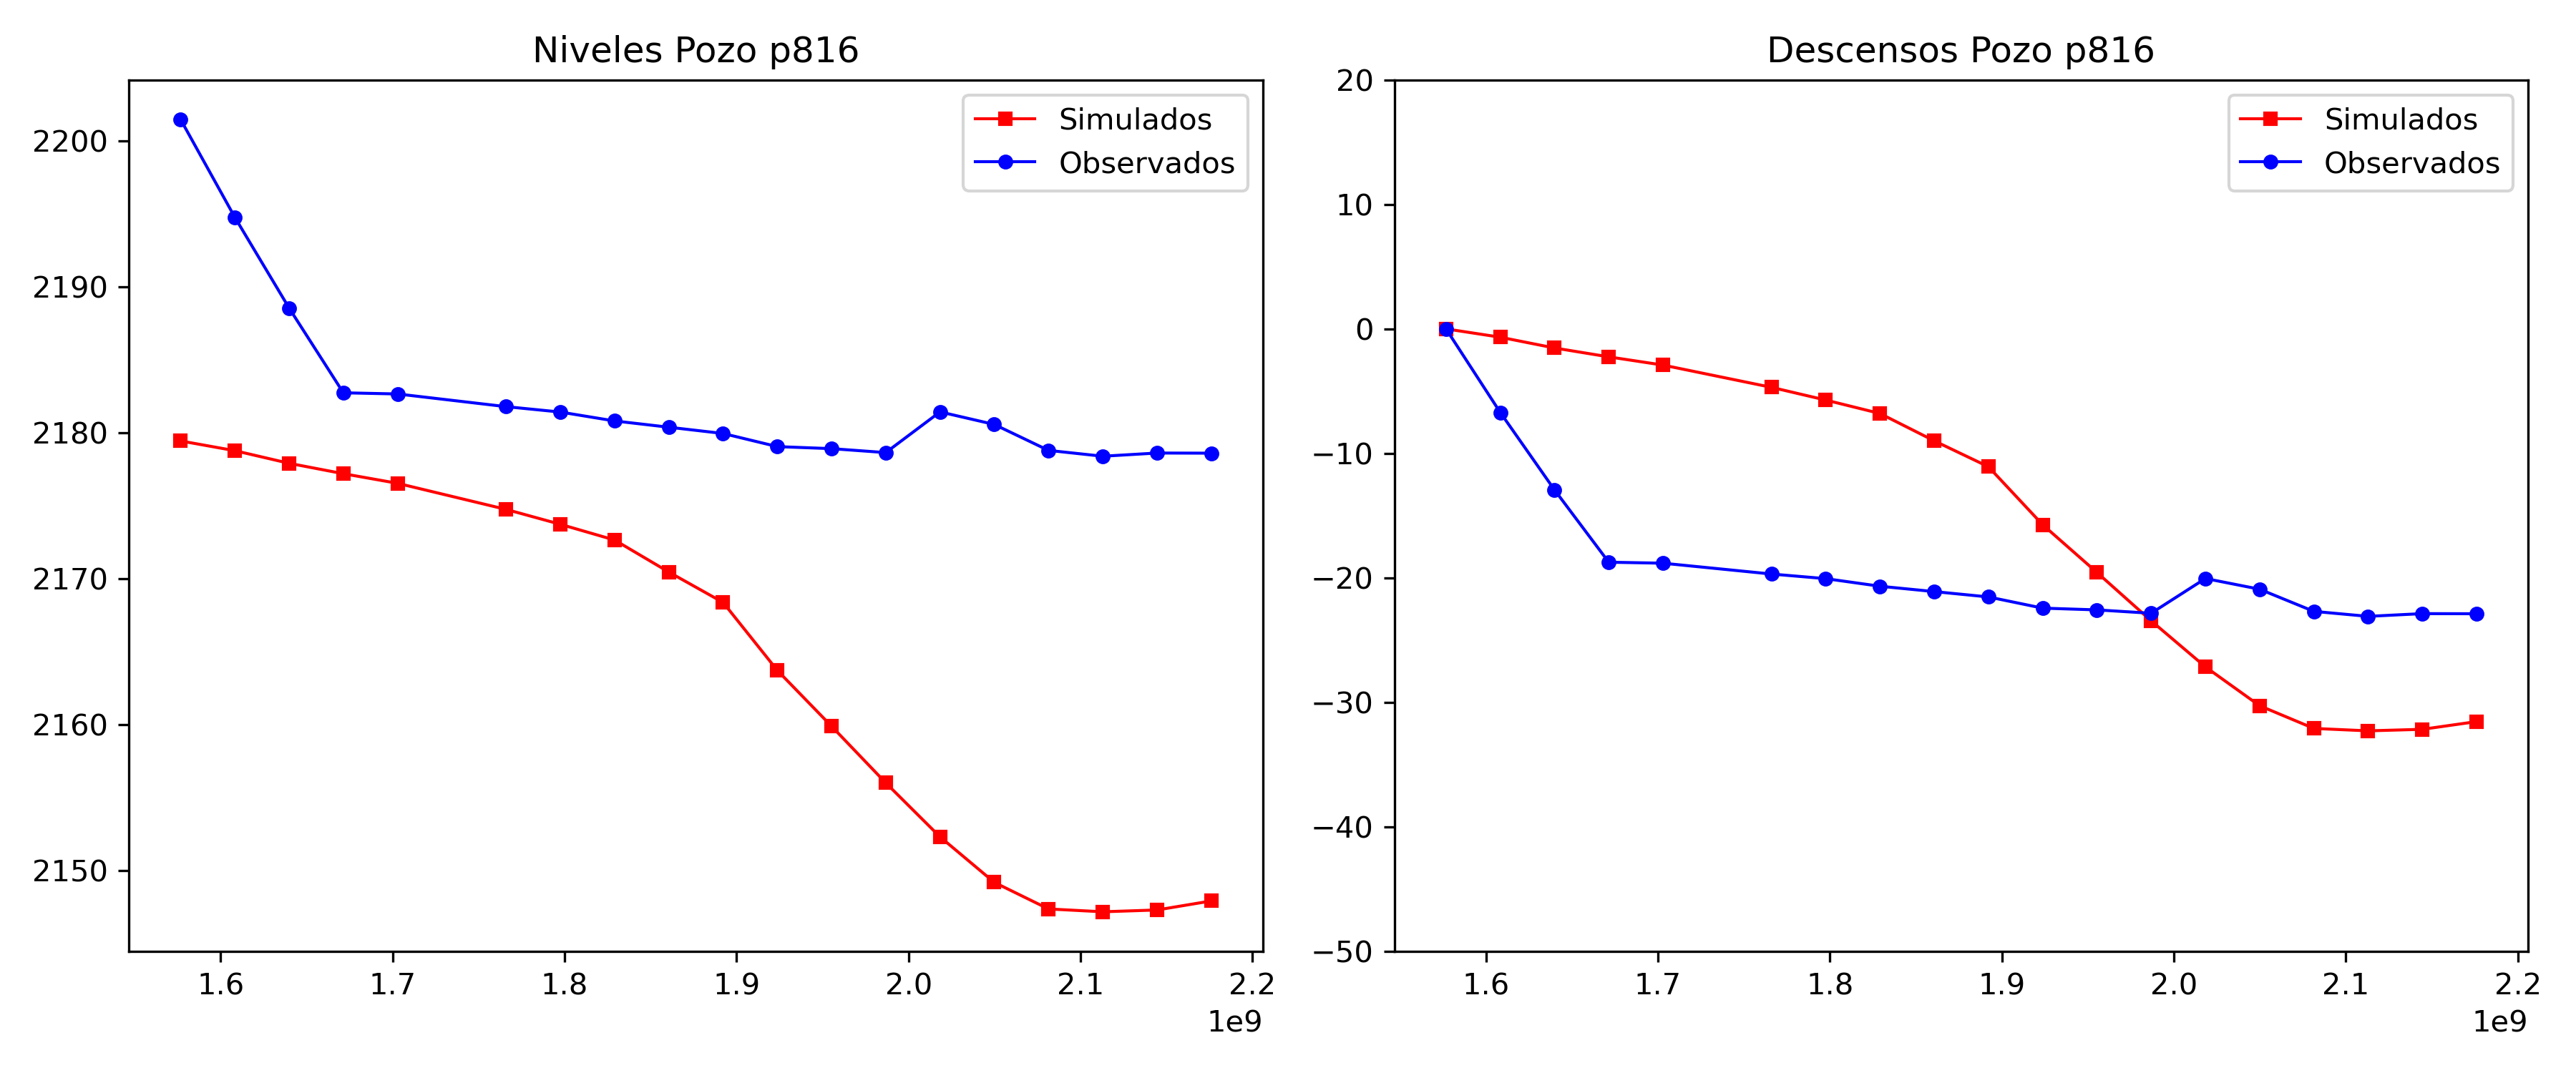 Niveles Pozo p816
Simulados
Observados
2200
2190
2180
2170
2160
2150
1.6 1.7 1.8 1.9 2.0 2.1 2.2
1e9
Descensos Pozo p816
Simulados
Observados
20
10
0
−10
−20
−30
−40
−50
1.6 1.7 1.8 1.9 2.0 2.1 2.2
1e9